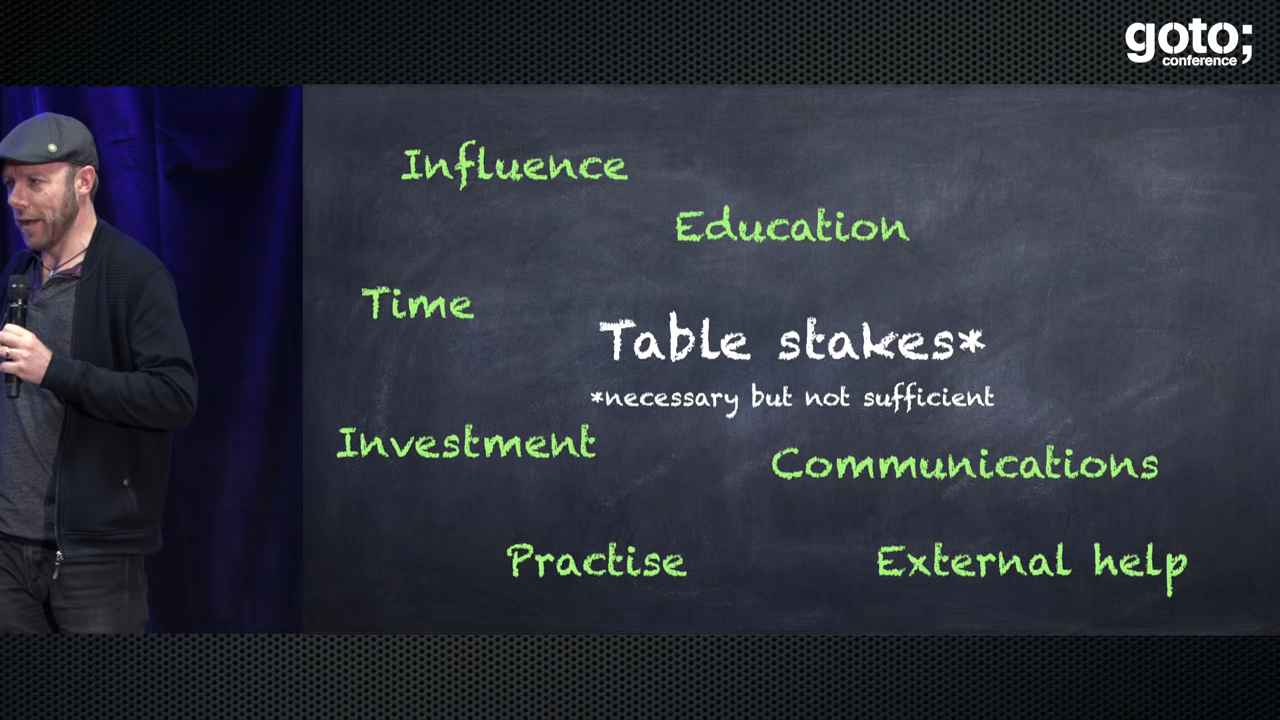 goto;
conference
Influence
Education
Time
Table stakes*
*necessary but not sufficient
Investment
Communications
Practise
External help